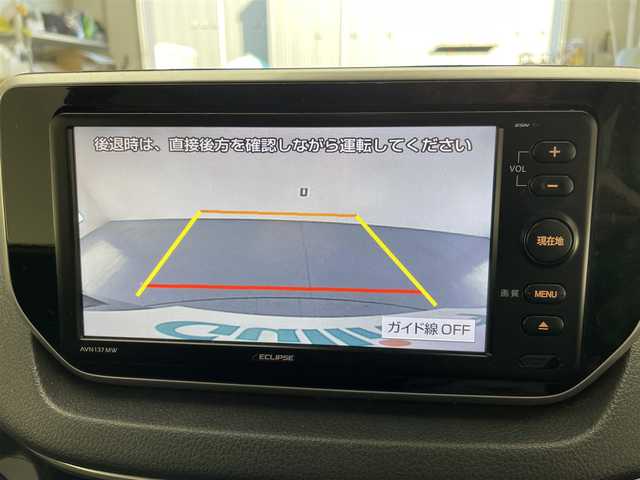 後退時は、直接後方を確認しながら運転してください
ガイド線 OFF
ESN
VOL
現在地
画質 MENU
AVN137MW
ECLIPSE